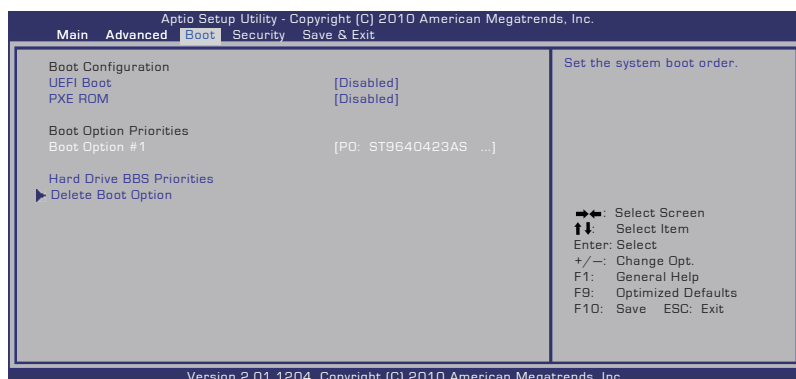 Aptio Setup Utility - Copyright (C) 2010 American Megatrends, Inc.
Main Advanced Boot Security Save & Exit
Boot Configuration
UEFI Boot [Disabled]
PXE ROM [Disabled]
Boot Option Priorities
Boot Option #1 [P0: ST9640423AS ...]
Hard Drive BBS Priorities
Delete Boot Option
Set the system boot order.
→←: Select Screen
↑↓: Select Item
Enter: Select
+/—: Change Opt.
F1: General Help
F9: Optimized Defaults
F10: Save ESC: Exit
Version 2.01.1204. Copyright (C) 2010 American Megatrends, Inc.